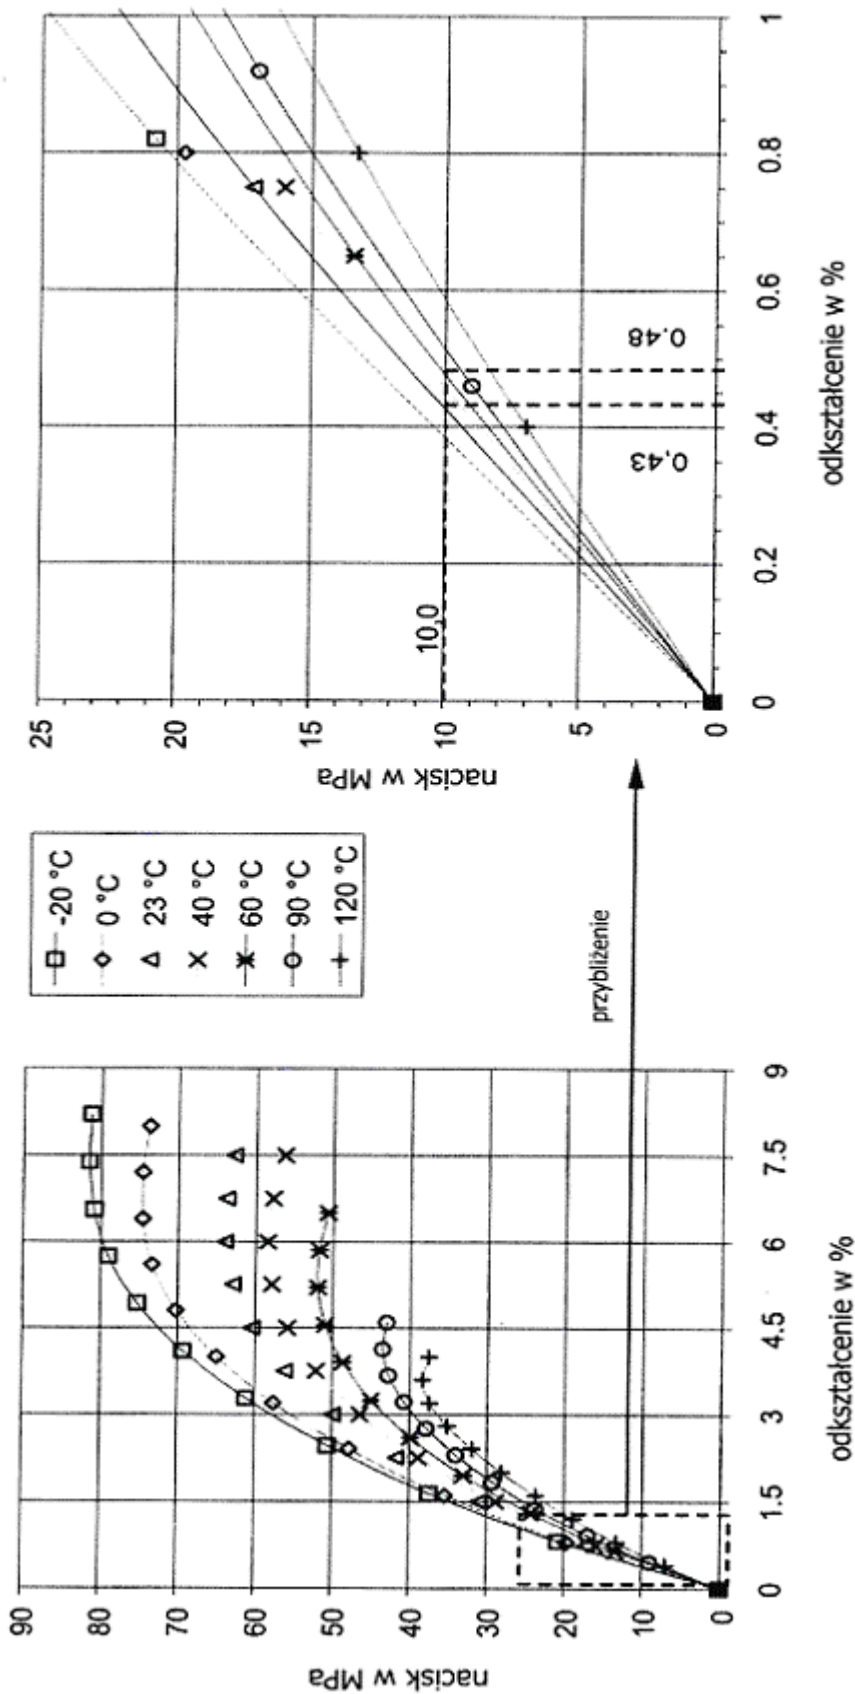 nacisk w MPa
90
80
70
60
50
40
30
20
10
0
0
1.5
3
4.5
6
7.5
9
odkształcenie w %
-20 °C
0 °C
23 °C
40 °C
60 °C
90 °C
120 °C
przybliżenie
nacisk w MPa
25
20
15
10
5
0
10,0
0,43
0.48
0
0.2
0.4
0.6
0.8
1
odkształcenie w %